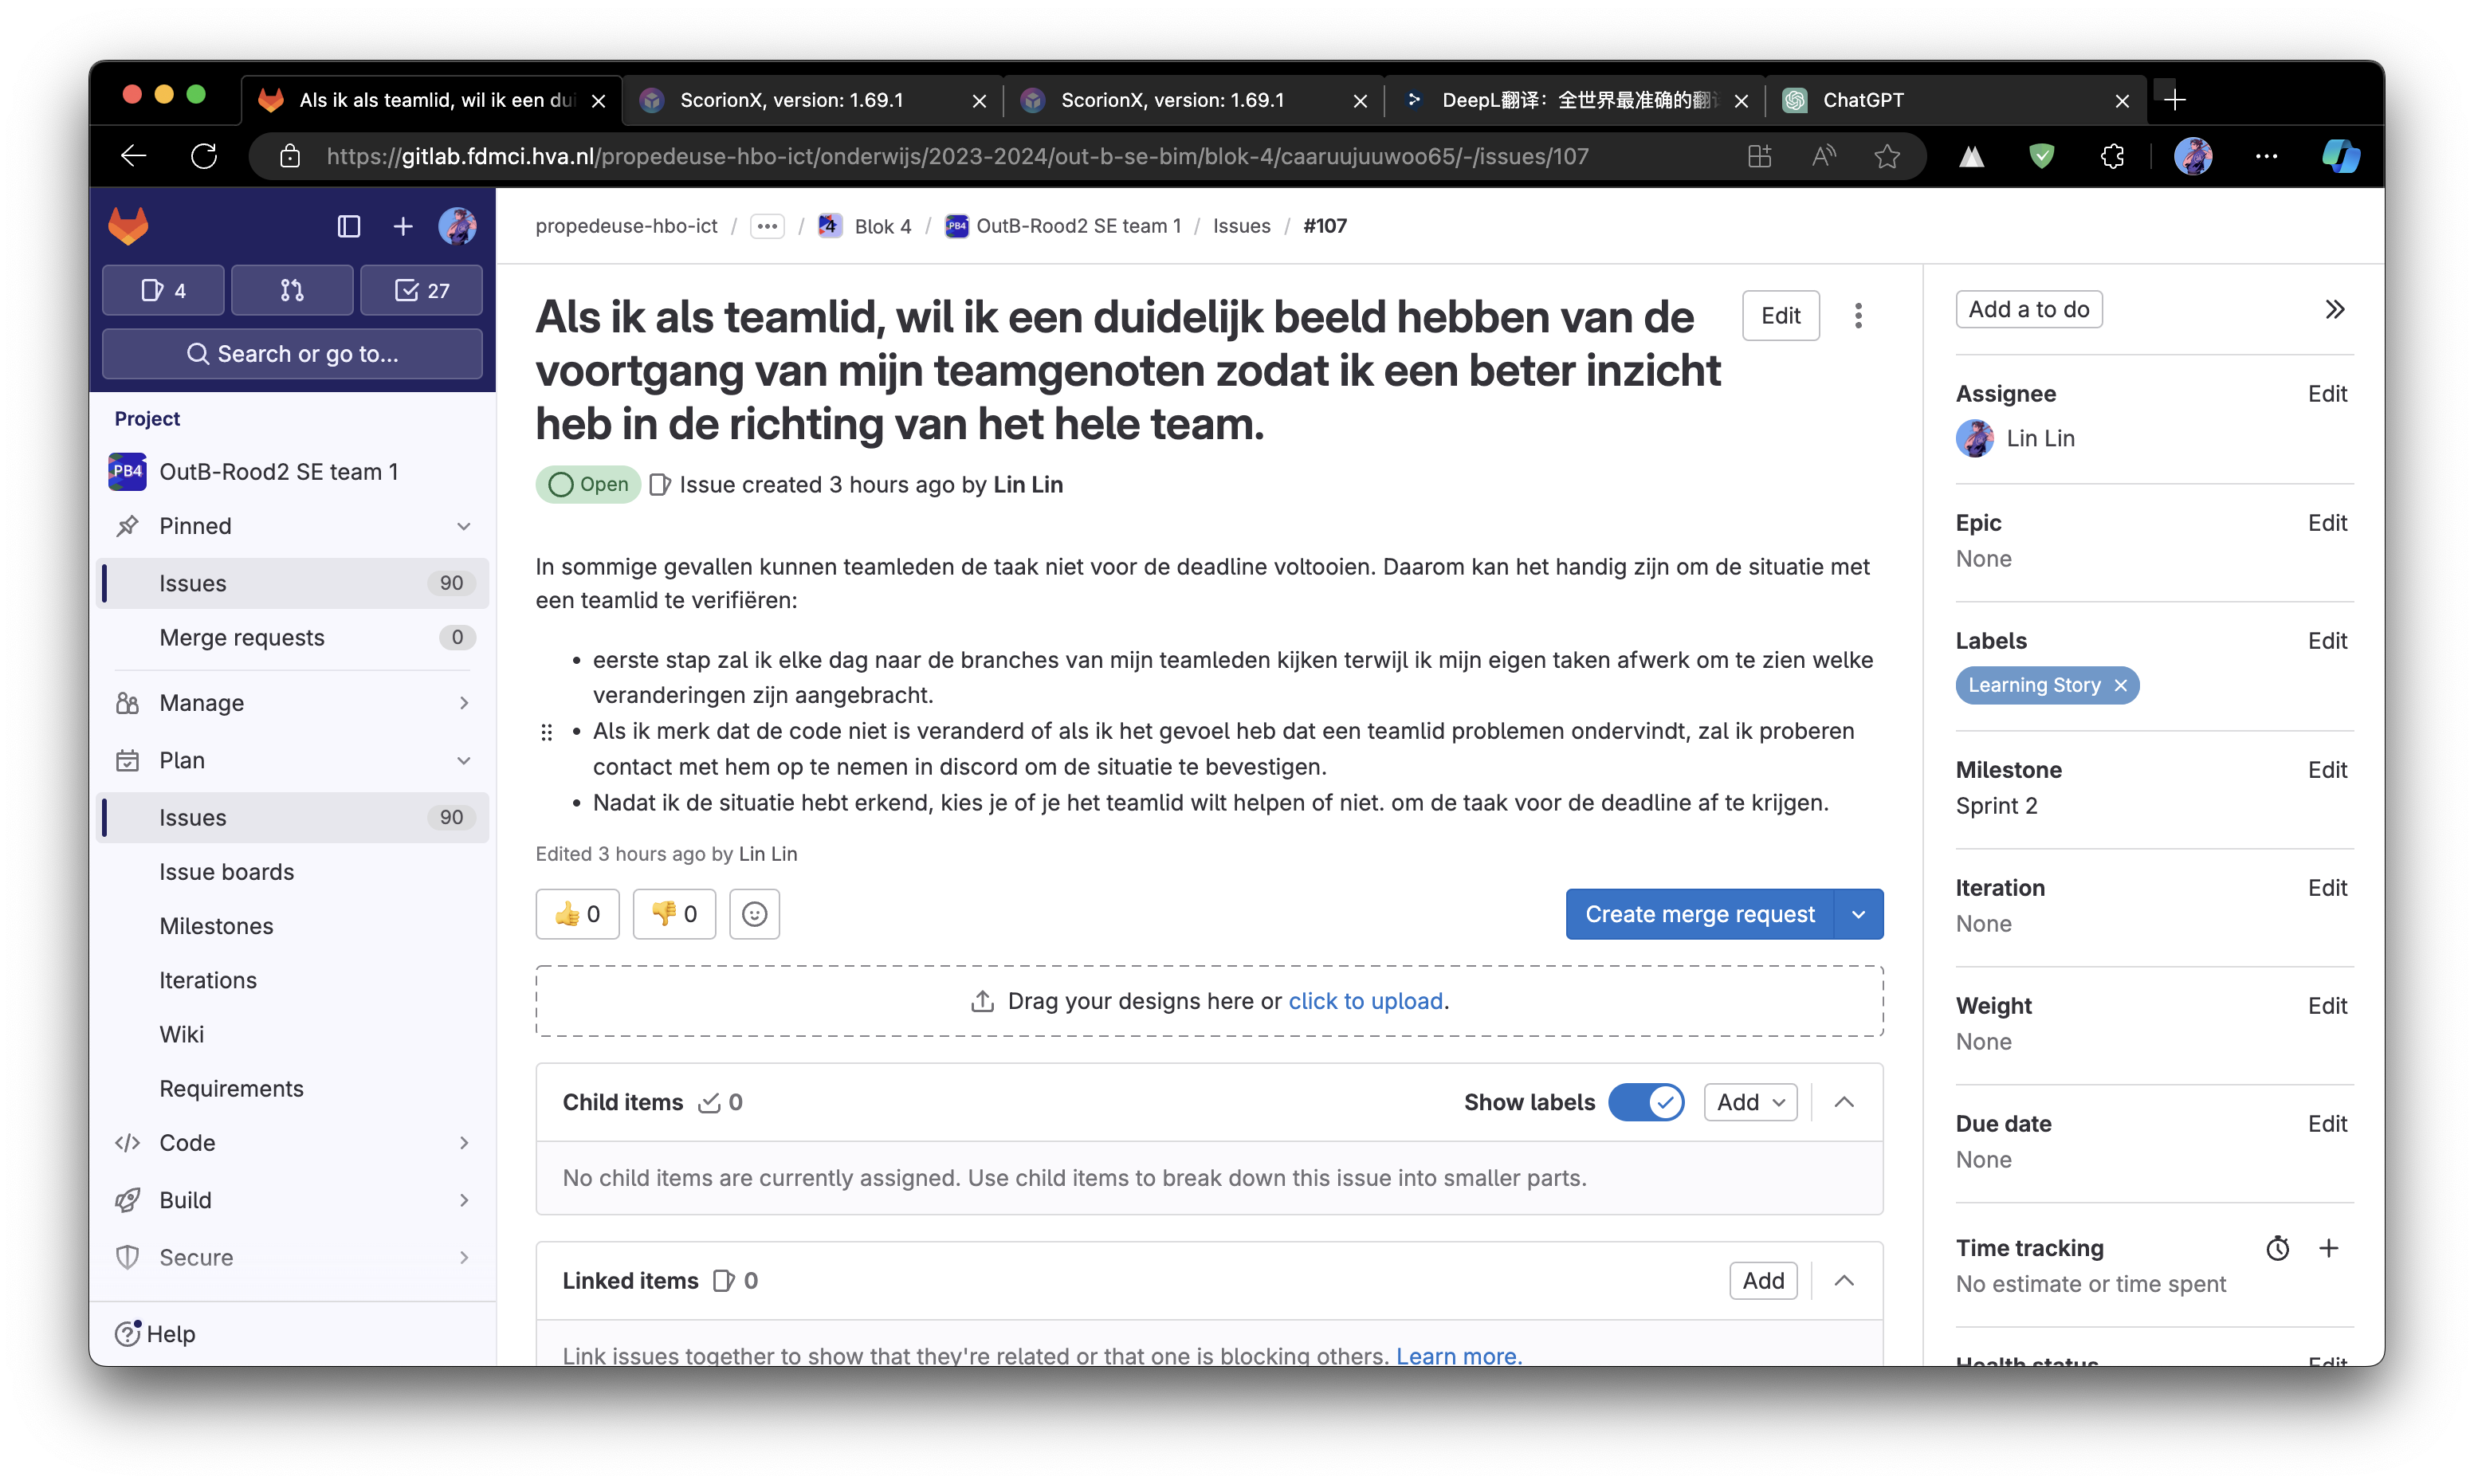 Als ik als teamlid, wil ik een dui
ScorionX, version: 1.69.1
ScorionX, version: 1.69.1
DeepL翻译：全世界最准确的翻
ChatGPT
https://gitlab.fdmci.hva.nl/propedeuse-hbo-ict/onderwijs/2023-2024/out-b-se-bim/blok-4/caaruujuuwoo65/-/issues/107
4
27
Search or go to...
Project
PB4 OutB-Rood2 SE team 1
Pinned
Issues 90
Merge requests 0
Manage
Plan
Issues 90
Issue boards
Milestones
Iterations
Wiki
Requirements
Code
Build
Secure
Help
propedeuse-hbo-ict / ... / 4 Blok 4 / PB4 OutB-Rood2 SE team 1 / Issues / #107
Als ik als teamlid, wil ik een duidelijk beeld hebben van de
voortgang van mijn teamgenoten zodat ik een beter inzicht
heb in de richting van het hele team.
Edit
Open Issue created 3 hours ago by Lin Lin
In sommige gevallen kunnen teamleden de taak niet voor de deadline voltooien. Daarom kan het handig zijn om de situatie met
een teamlid te verifiëren:
• eerste stap zal ik elke dag naar de branches van mijn teamleden kijken terwijl ik mijn eigen taken afwerk om te zien welke
veranderingen zijn aangebracht.
• Als ik merk dat de code niet is veranderd of als ik het gevoel heb dat een teamlid problemen ondervindt, zal ik proberen
contact met hem op te nemen in discord om de situatie te bevestigen.
• Nadat ik de situatie hebt erkend, kies je of je het teamlid wilt helpen of niet. om de taak voor de deadline af te krijgen.
Edited 3 hours ago by Lin Lin
👍 0
👎 0
Create merge request
Drag your designs here or click to upload.
Child items 0
Show labels
Add
No child items are currently assigned. Use child items to break down this issue into smaller parts.
Linked items 0
Add
Link issues together to show that they're related or that one is blocking others. Learn more.
Add a to do
Assignee Edit
Lin Lin
Epic Edit
None
Labels Edit
Learning Story
Milestone Edit
Sprint 2
Iteration Edit
None
Weight Edit
None
Due date Edit
None
Time tracking
No estimate or time spent
Health status Edit